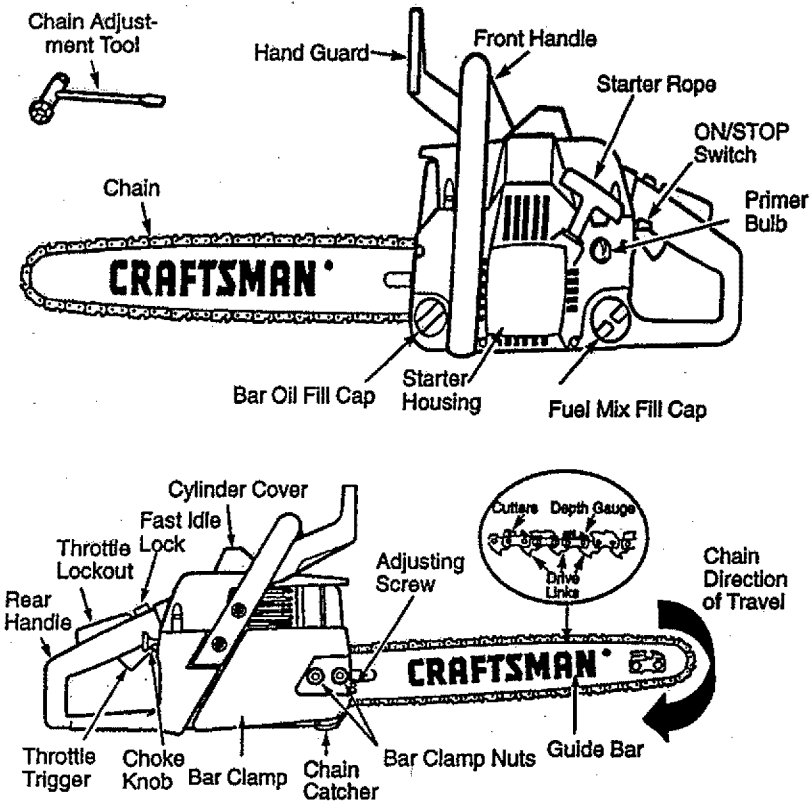 Chain Adjust-
ment Tool
Hand Guard
Front Handle
Starter Rope
ON/STOP
Switch
Primer
Bulb
Chain
CRAFTSMAN
Bar Oil Fill Cap
Starter
Housing
Fuel Mix Fill Cap
Cylinder Cover
Fast Idle
Lock
Throttle
Lockout
Rear
Handle
Adjusting
Screw
Cutters
Depth Gauge
Drive
Links
Chain
Direction
of Travel
CRAFTSMAN
Throttle
Trigger
Choke
Knob
Bar Clamp
Chain
Catcher
Bar Clamp Nuts
Guide Bar